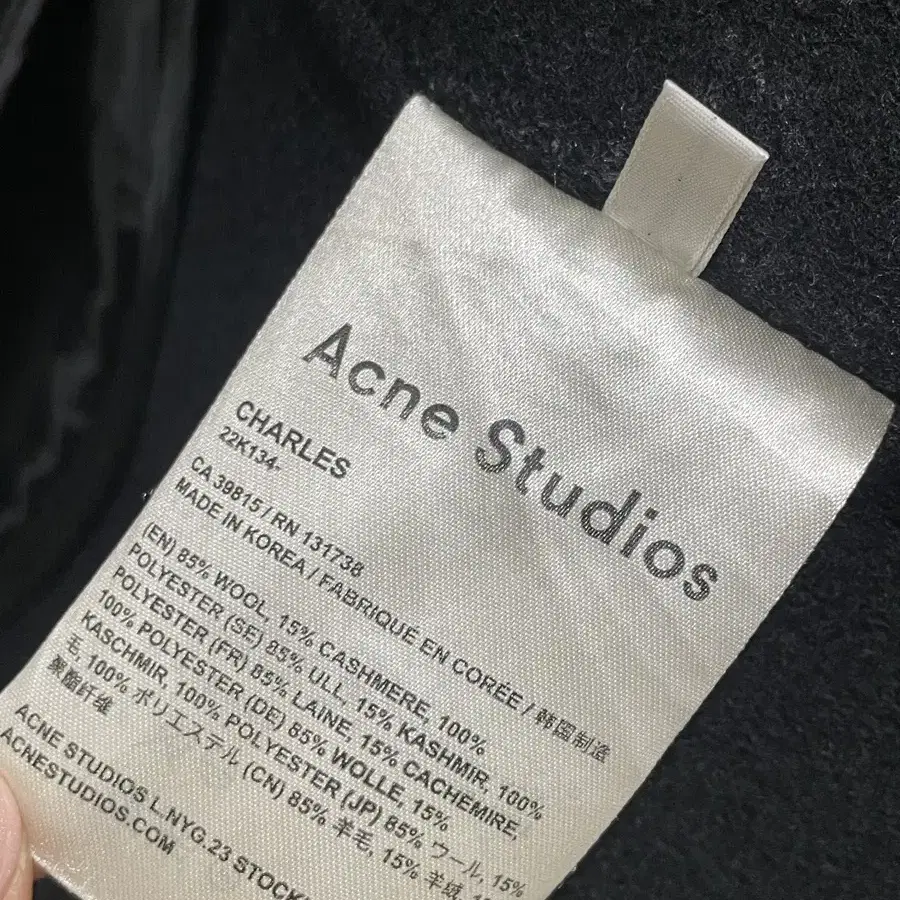 Acne Studios
CHARLES
22K134-
CA 39815 / RN 131738
MADE IN KOREA / FABRIQUÉ EN CORÉE / 韩国制造
(EN) 85% WOOL, 15% CASHMERE, 100%
POLYESTER (SE) 85% ULL, 15% KASHMIR, 100%
POLYESTER (FR) 85% LAINE, 15% CACHEMIRE,
100% POLYESTER (DE) 85% WOLLE, 15%
KASCHMIR, 100% POLYESTER (JP) 85% ウール, 15%
毛, 100% ポリエステル (CN) 85% 羊毛, 15% 羊绒,
聚酯纤维
ACNE STUDIOS L.NYG.23 STOCK
ACNESTUDIOS.COM